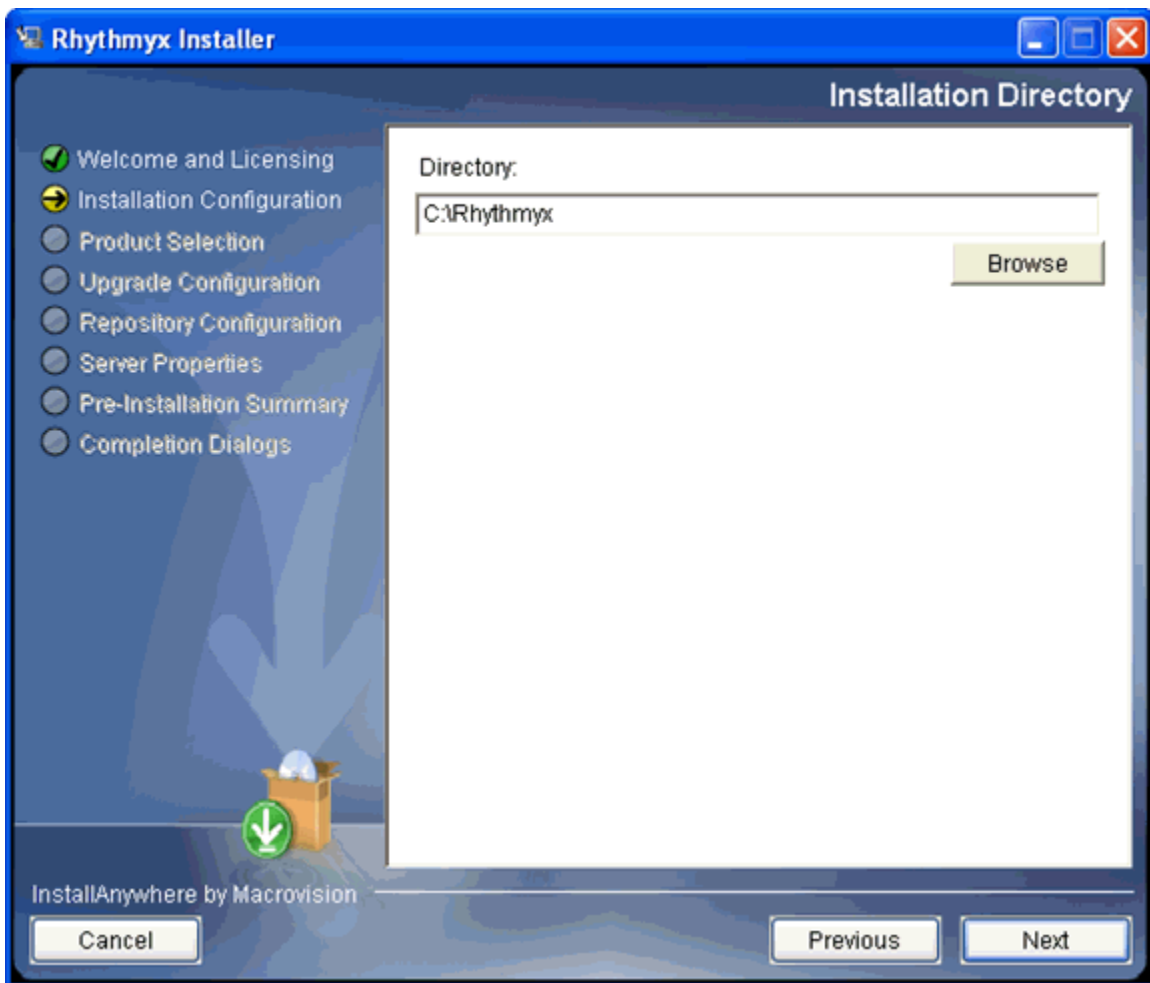 Rhythmyx Installer
Installation Directory
Welcome and Licensing
Installation Configuration
Product Selection
Upgrade Configuration
Repository Configuration
Server Properties
Pre-Installation Summary
Completion Dialogs
Directory:
C:\Rhythmyx
Browse
InstallAnywhere by Macrovision
Cancel
Previous
Next